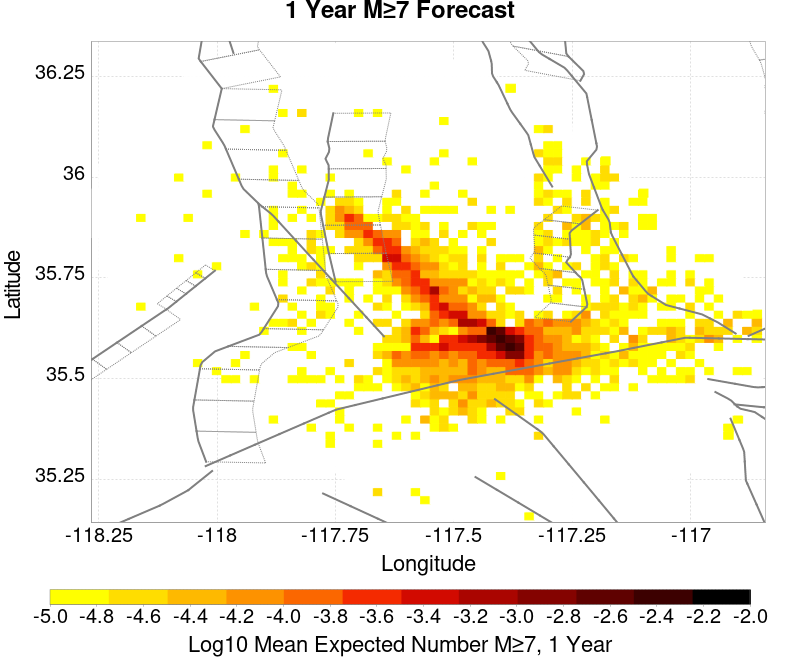 1 Year M≥7 Forecast
36.25
36
35.75
35.5
35.25
Latitude
-118.25 -118 -117.75 -117.5 -117.25 -117
Longitude
-5.0 -4.8 -4.6 -4.4 -4.2 -4.0 -3.8 -3.6 -3.4 -3.2 -3.0 -2.8 -2.6 -2.4 -2.2 -2.0
Log10 Mean Expected Number M≥7, 1 Year